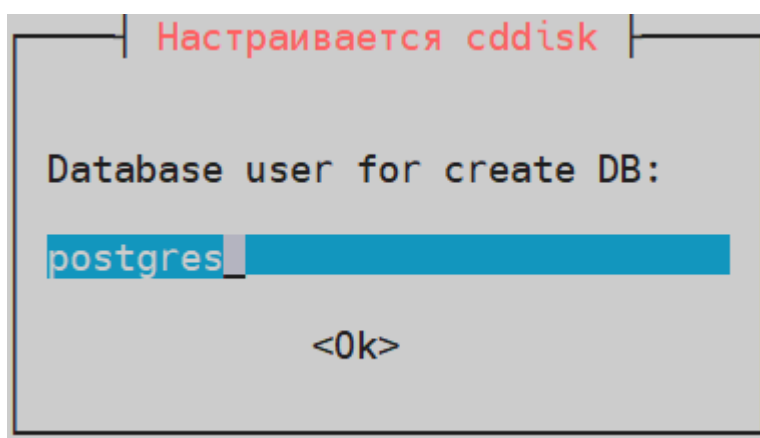 Настраивается cddisk
Database user for create DB:
postgres
<Ok>